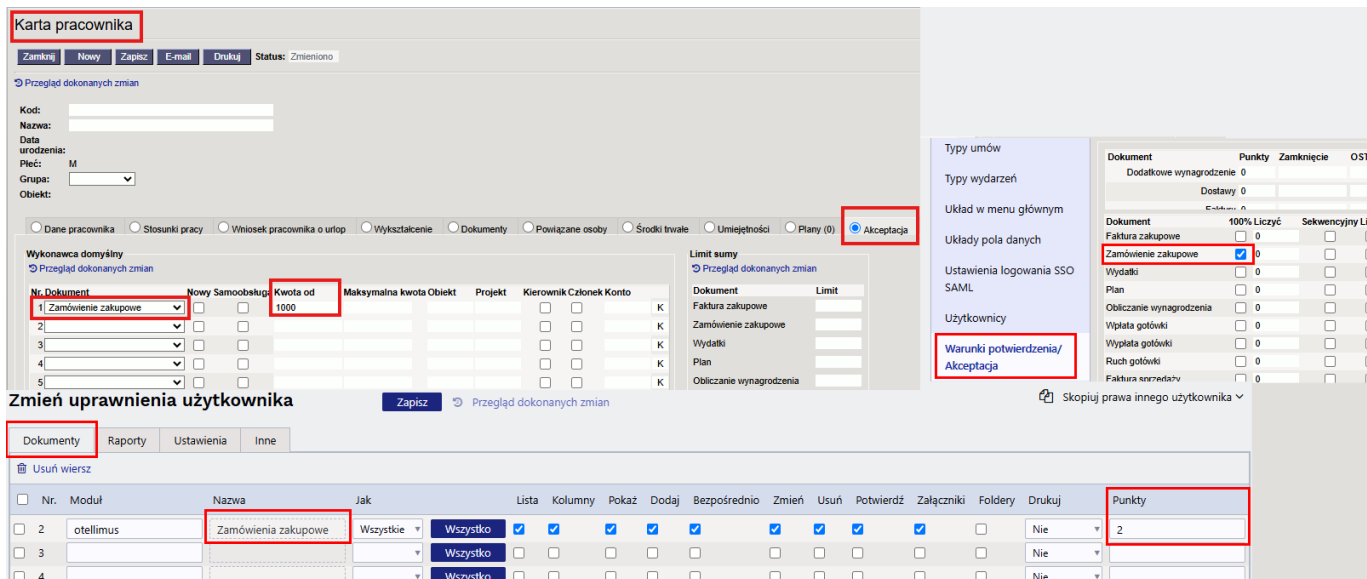 Karta pracownika
Zamknij Nowy Zapisz E-mail Drukuj Status: Zmieniono
Przegląd dokonanych zmian
Kod:
Nazwa:
Data urodzenia:
Płeć: M
Grupa:
Obiekt:
Dane pracownika Stosunki pracy Wniosek pracownika o urlop Wykształcenie Dokumenty Powiązane osoby Środki trwałe Umiejętności Plany (0) Akceptacja
Wykonawca domyślny
Przegląd dokonanych zmian
Nr. Dokument Nowy Samoobsługa Kwota od Maksymalna kwota Obiekt Projekt Kierownik Członek Konto
1 Zamówienie zakupowe 1000 K
2 K
3 K
4 K
5 K
Limit sumy
Przegląd dokonanych zmian
Dokument Limit
Faktura zakupowe
Zamówienie zakupowe
Wydatki
Plan
Obliczanie wynagrodzenia
Typy umów
Typy wydarzeń
Układ w menu głównym
Układy pola danych
Ustawienia logowania SSO
SAML
Użytkownicy
Warunki potwierdzenia/
Akceptacja
Dokument Punkty Zamknięcie OST
Dodatkowe wynagrodzenie 0
Dostawy 0
Faktury 0
Dokument 100% Liczyć Sekwencyjny Li
Faktura zakupowe 0
Zamówienie zakupowe 0
Wydatki 0
Plan 0
Obliczanie wynagrodzenia 0
Wpłata gotówki 0
Wypłata gotówki 0
Ruch gotówki 0
Faktura sprzedaży 0
Zmień uprawnienia użytkownika Zapisz Przegląd dokonanych zmian Skopiuj prawa innego użytkownika
Dokumenty Raporty Ustawienia Inne
Usuń wiersz
Nr. Moduł Nazwa Jak Lista Kolumny Pokaż Dodaj Bezpośrednio Zmień Usuń Potwierdź Załączniki Foldery Drukuj Punkty
2 otellimus Zamówienia zakupowe Wszystkie Wszystko Nie 2
3 Wszystko Nie
4 Wszystko Nie